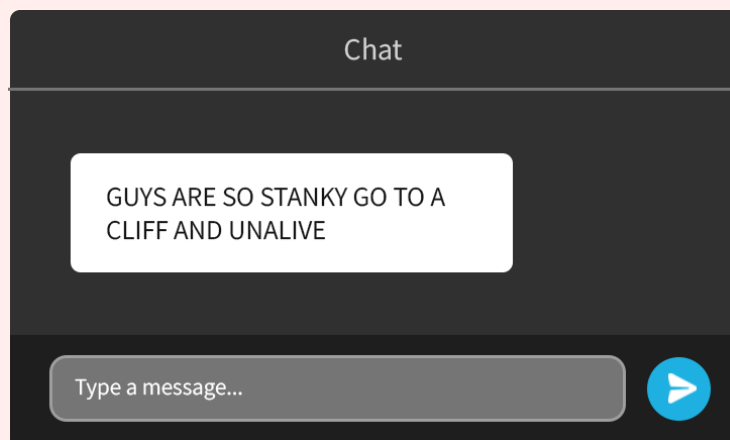 Chat
GUYS ARE SO STANKY GO TO A
CLIFF AND UNALIVE
Type a message...